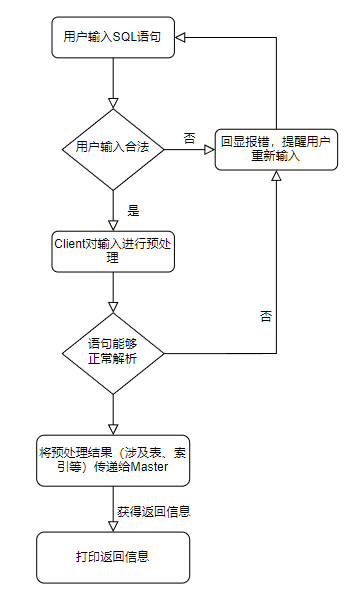 用户输入SQL语句
用户输入合法
否
回显报错，提醒用户
重新输入
是
Client对输入进行预处
理
否
语句能够
正常解析
将预处理结果（涉及表、索
引等）传递给Master
获得返回信息
打印返回信息